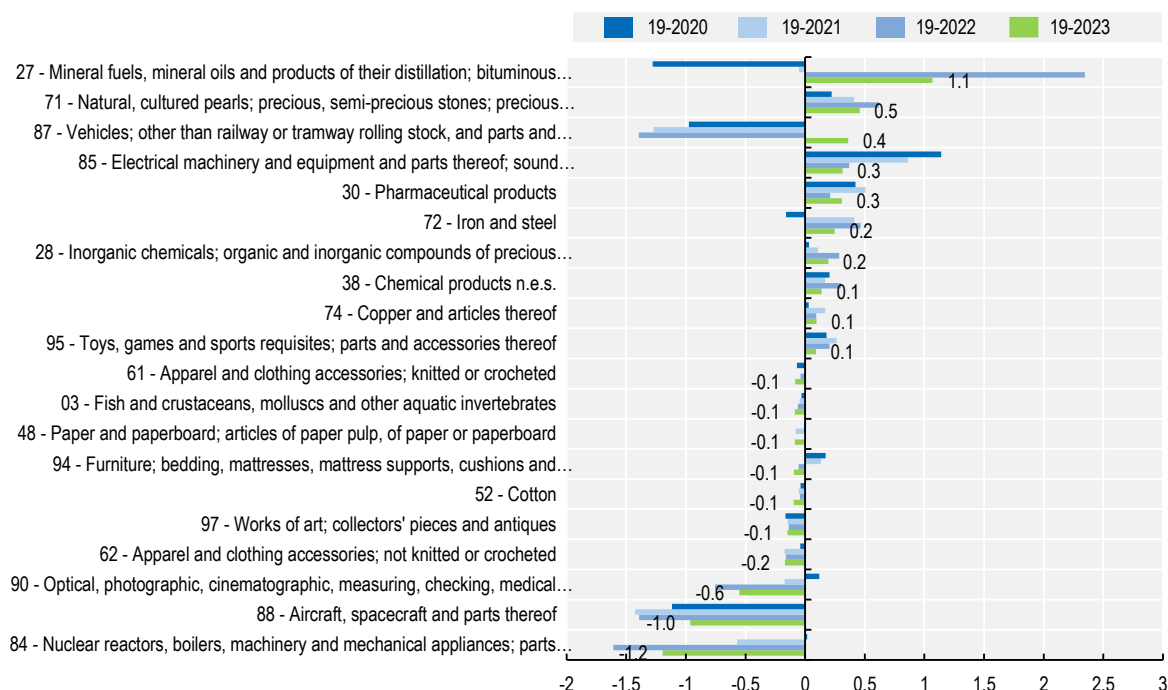 19-2020 19-2021 19-2022 19-2023
27 - Mineral fuels, mineral oils and products of their distillation; bituminous… 1.1
71 - Natural, cultured pearls; precious, semi-precious stones; precious… 0.5
87 - Vehicles; other than railway or tramway rolling stock, and parts and… 0.4
85 - Electrical machinery and equipment and parts thereof; sound… 0.3
30 - Pharmaceutical products 0.3
72 - Iron and steel 0.2
28 - Inorganic chemicals; organic and inorganic compounds of precious… 0.2
38 - Chemical products n.e.s. 0.1
74 - Copper and articles thereof 0.1
95 - Toys, games and sports requisites; parts and accessories thereof 0.1
61 - Apparel and clothing accessories; knitted or crocheted -0.1
03 - Fish and crustaceans, molluscs and other aquatic invertebrates -0.1
48 - Paper and paperboard; articles of paper pulp, of paper or paperboard -0.1
94 - Furniture; bedding, mattresses, mattress supports, cushions and… -0.1
52 - Cotton -0.1
97 - Works of art; collectors' pieces and antiques -0.1
62 - Apparel and clothing accessories; not knitted or crocheted -0.2
90 - Optical, photographic, cinematographic, measuring, checking, medical… -0.6
88 - Aircraft, spacecraft and parts thereof -1.0
84 - Nuclear reactors, boilers, machinery and mechanical appliances; parts… -1.2
-2 -1.5 -1 -0.5 0 0.5 1 1.5 2 2.5 3